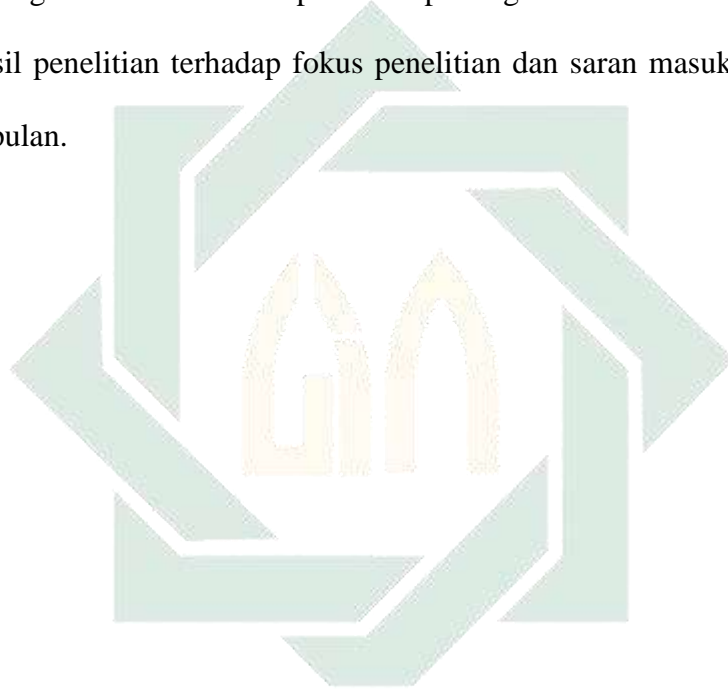 sil penelitian terhadap fokus penelitian dan saran masuk
pulan.